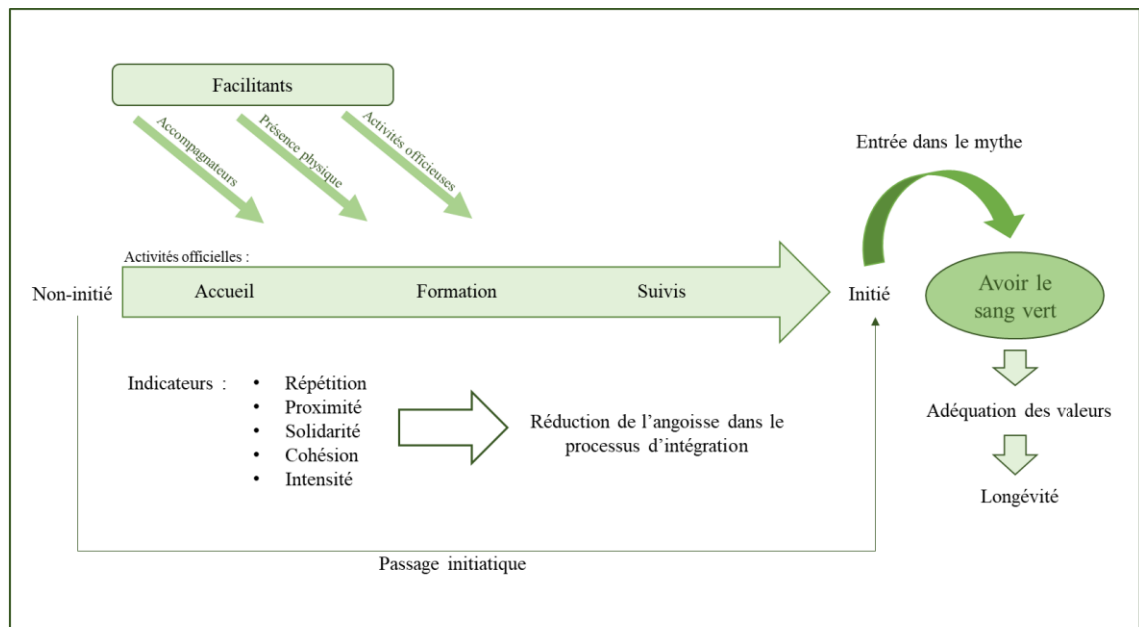 Facilitants
Accompagnateurs
Présence physique
Activités officieuses
Entrée dans le mythe
Activités officielles :
Non-initié
Accueil
Formation
Suivis
Initié
Avoir le
sang vert
Indicateurs :
• Répétition
• Proximité
• Solidarité
• Cohésion
• Intensité
Réduction de l’angoisse dans le
processus d’intégration
Adéquation des valeurs
Longévité
Passage initiatique